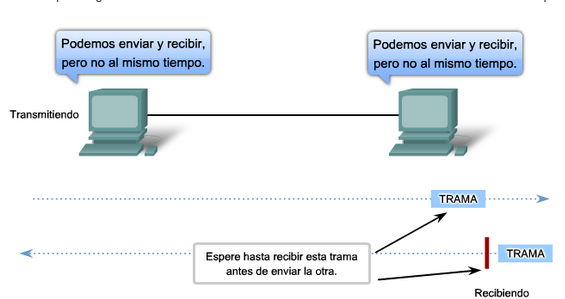 Podemos enviar y recibir,
pero no al mismo tiempo.
Podemos enviar y recibir,
pero no al mismo tiempo.
Transmitiendo
TRAMA
TRAMA
Espere hasta recibir esta trama
antes de enviar la otra.
Recibiendo